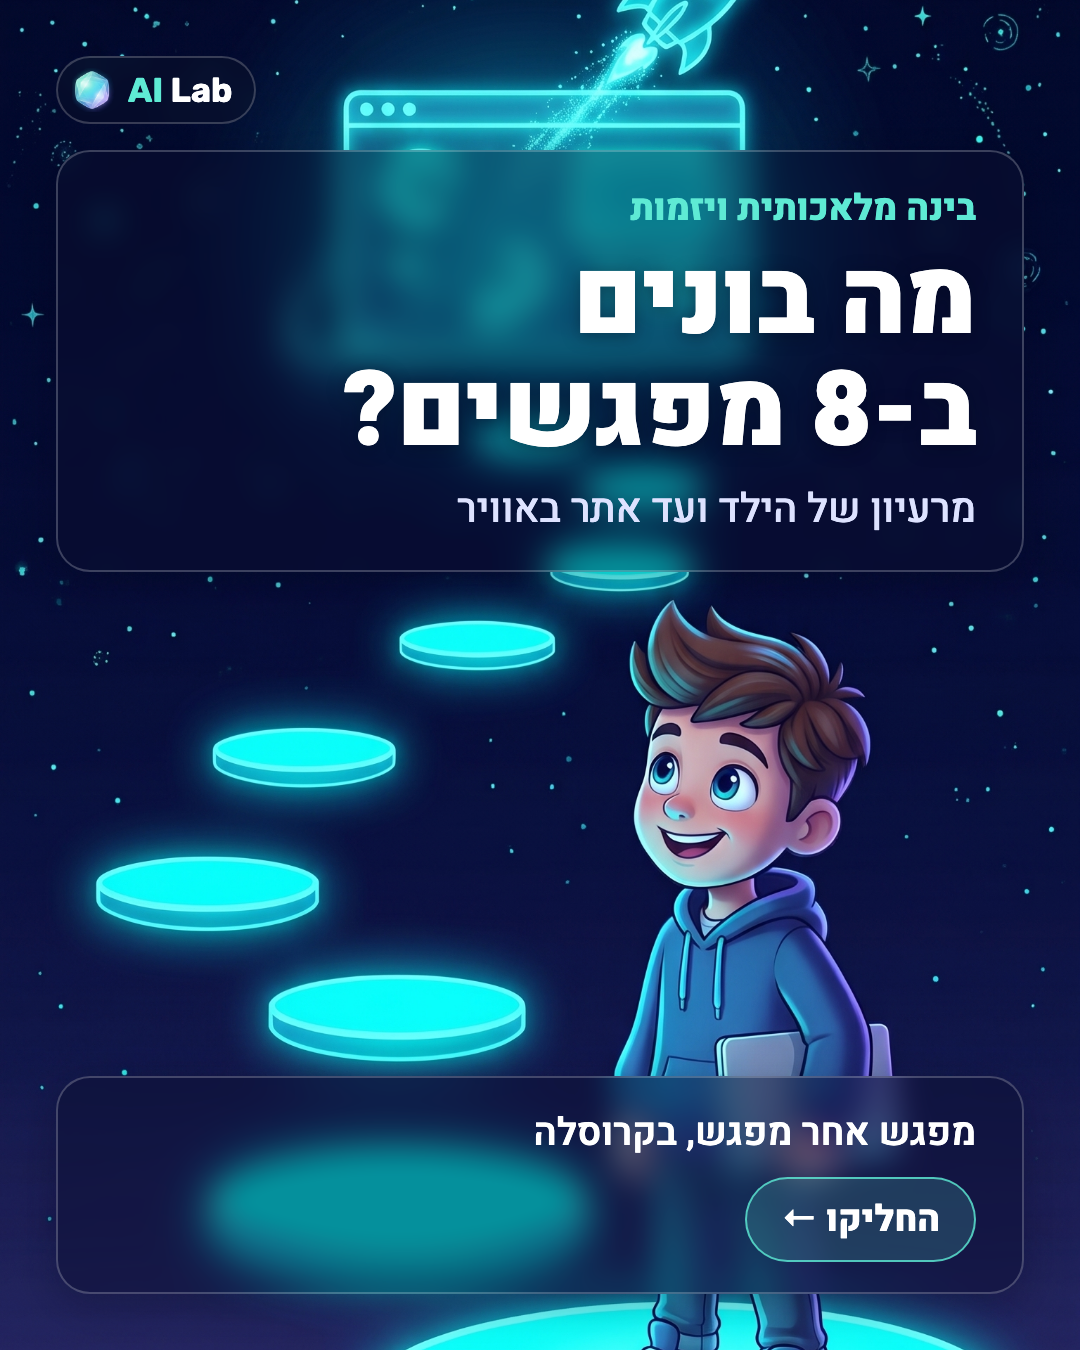 AI Lab
בינה מלאכותית ויזמות
מה בונים
ב-8 מפגשים?
מרעיון של הילד ועד אתר באוויר
מפגש אחר מפגש, בקרוסלה
החליקו ←